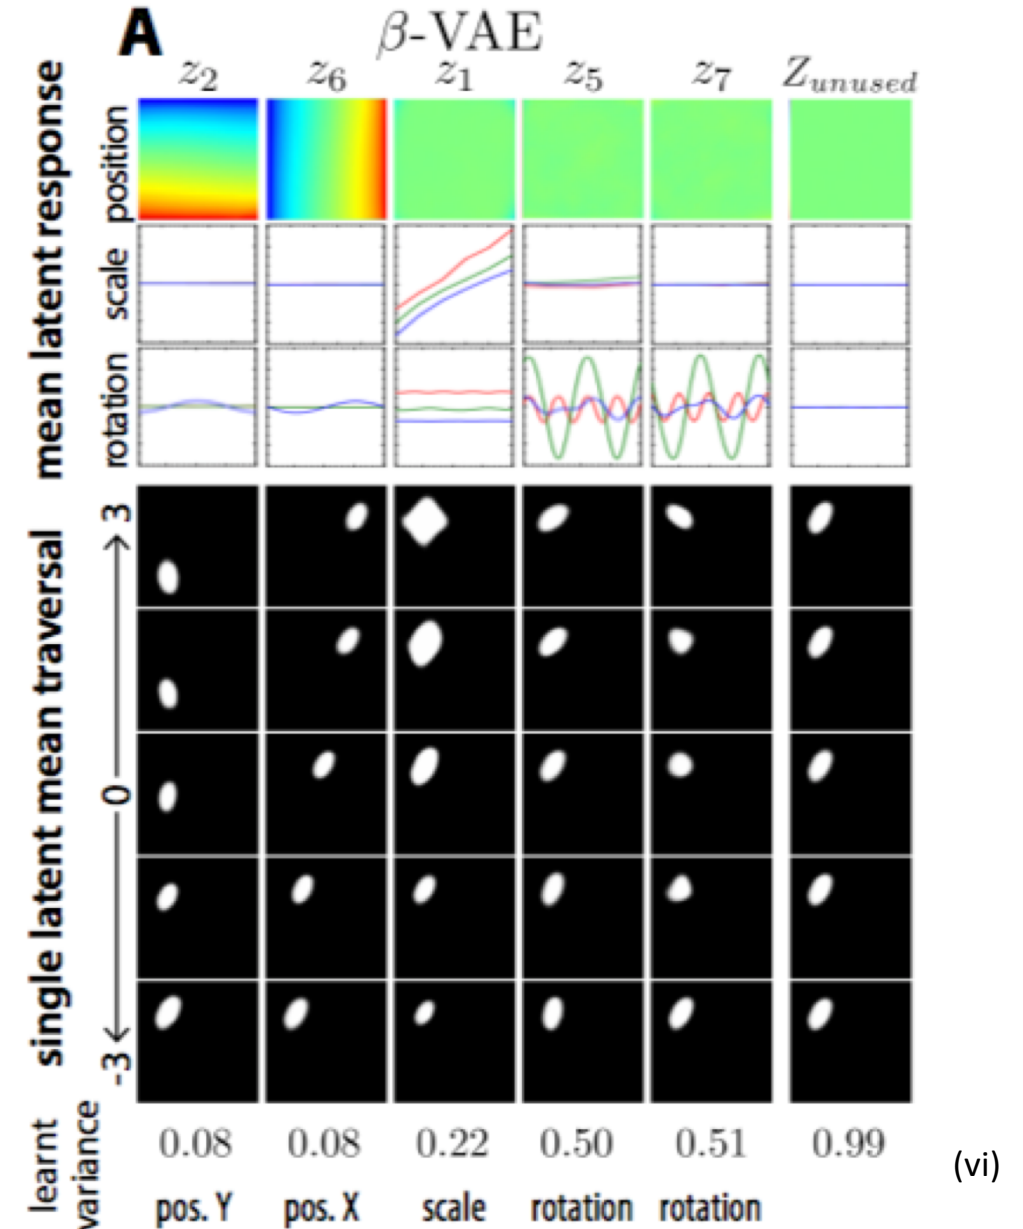 A
β-VAE
z2 z6 z1 z5 z7 Zunused
mean latent response
position
scale
rotation
single latent mean traversal
3
0
-3
learnt variance
0.08 0.08 0.22 0.50 0.51 0.99
(vi)
pos. Y pos. X scale rotation rotation